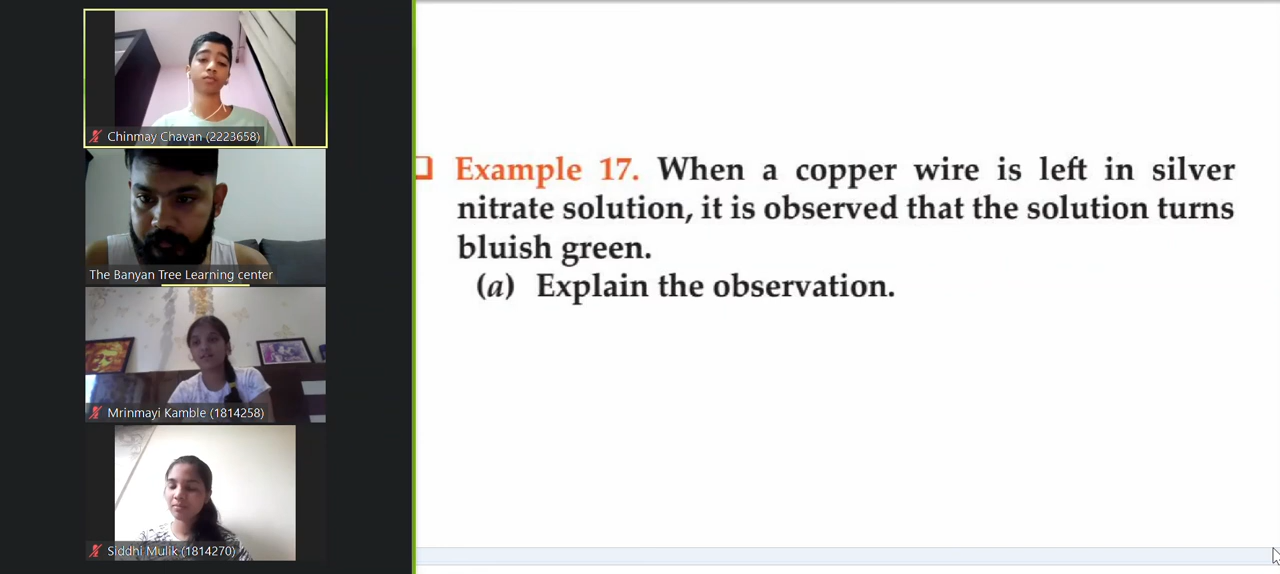 Chinmay Chavan (2223658)
The Banyan Tree Learning center
Mrinmayi Kamble (1814258)
Siddhi Mulik (1814270)
Example 17. When a copper wire is left in silver
nitrate solution, it is observed that the solution turns
bluish green.
(a) Explain the observation.